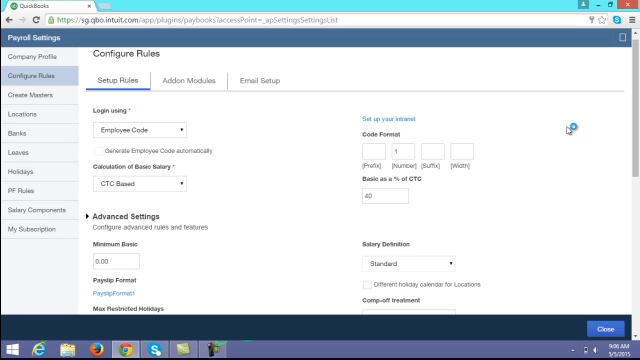 QuickBooks
https://sg.qbo.intuit.com/app/plugins/paybooks?accessPoint=_apSettingsSettingsList
Payroll Settings
Company Profile
Configure Rules
Create Masters
Locations
Banks
Leaves
Holidays
PF Rules
Salary Components
My Subscription
Configure Rules
Setup Rules
Addon Modules
Email Setup
Login using *
Employee Code
Generate Employee Code automatically
Calculation of Basic Salary *
CTC Based
Set up your intranet
Code Format
1
[Prefix] [Number] [Suffix] [Width]
Basic as a % of CTC
40
Advanced Settings
Configure advanced rules and features
Minimum Basic
0.00
Payslip Format
PayslipFormat1
Max Restricted Holidays
Salary Definition
Standard
Different holiday calendar for Locations
Comp-off treatment
Close
9:06 AM
5/5/2015